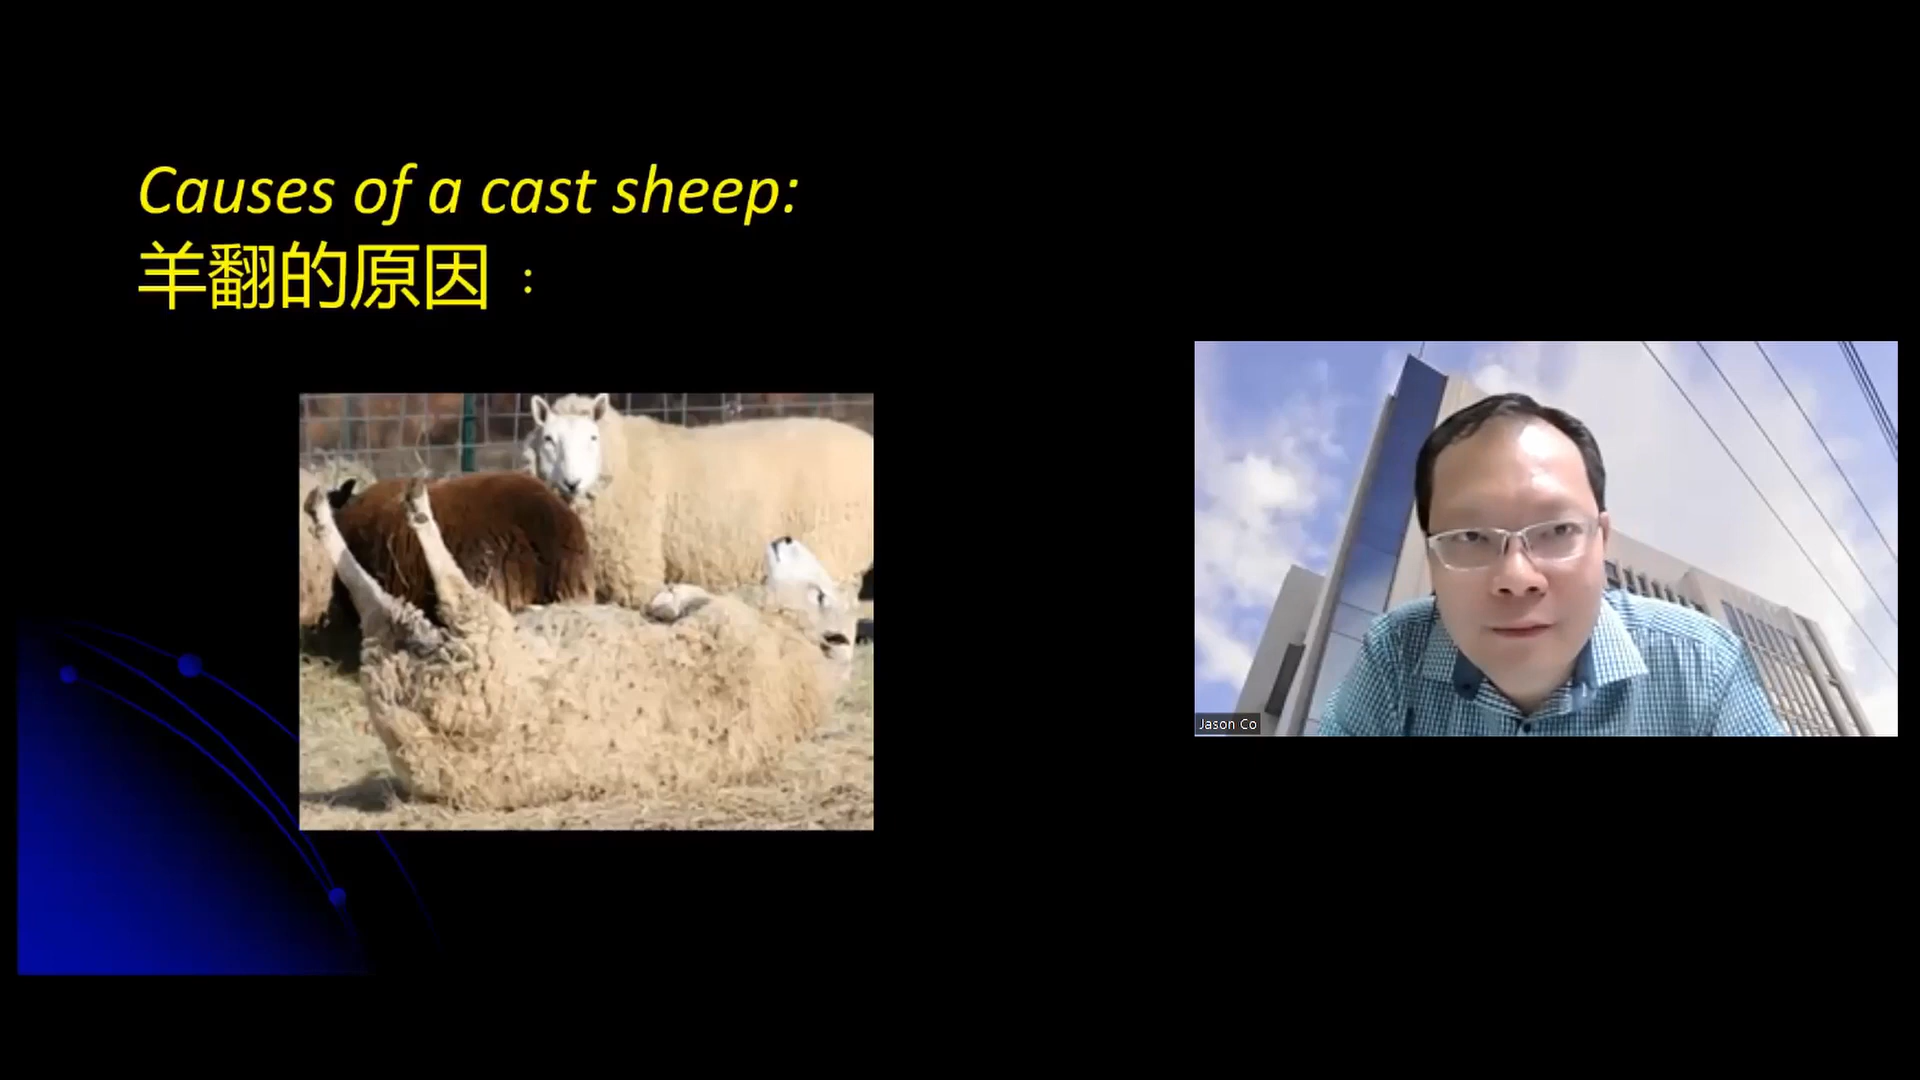 Causes of a cast sheep:
羊翻的原因：
Jason Co